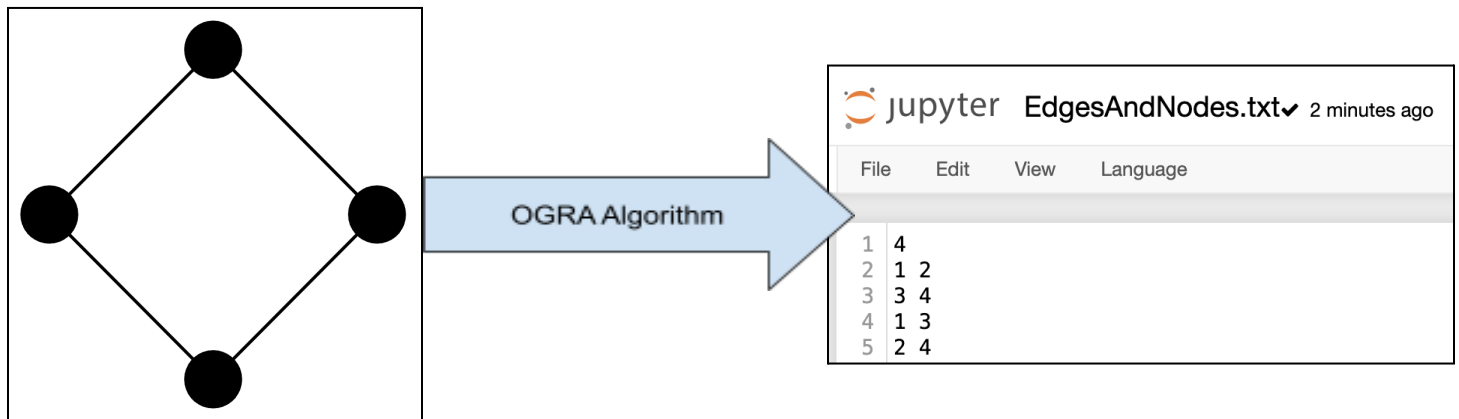 OGRA Algorithm
jupyter EdgesAndNodes.txt✔ 2 minutes ago
File Edit View Language
1 4
2 1 2
3 3 4
4 1 3
5 2 4